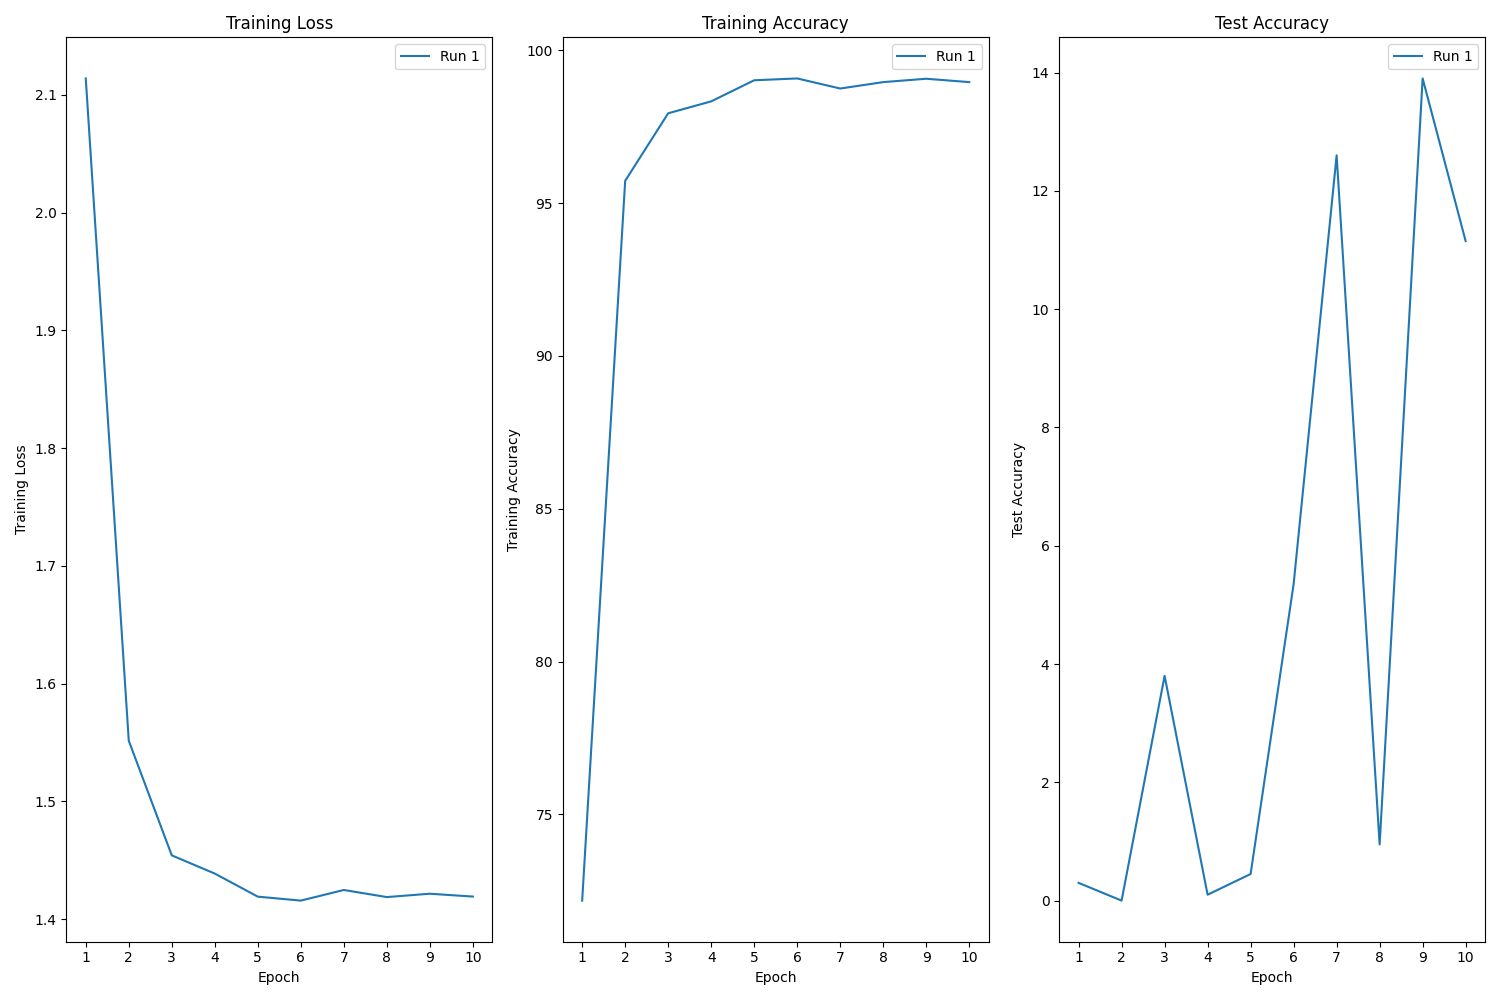 Training Loss
Run 1
2.1
2.0
1.9
1.8
1.7
1.6
1.5
1.4
Training Loss
1 2 3 4 5 6 7 8 9 10
Epoch
Training Accuracy
Run 1
100
95
90
85
80
75
Training Accuracy
1 2 3 4 5 6 7 8 9 10
Epoch
Test Accuracy
Run 1
14
12
10
8
6
4
2
0
Test Accuracy
1 2 3 4 5 6 7 8 9 10
Epoch